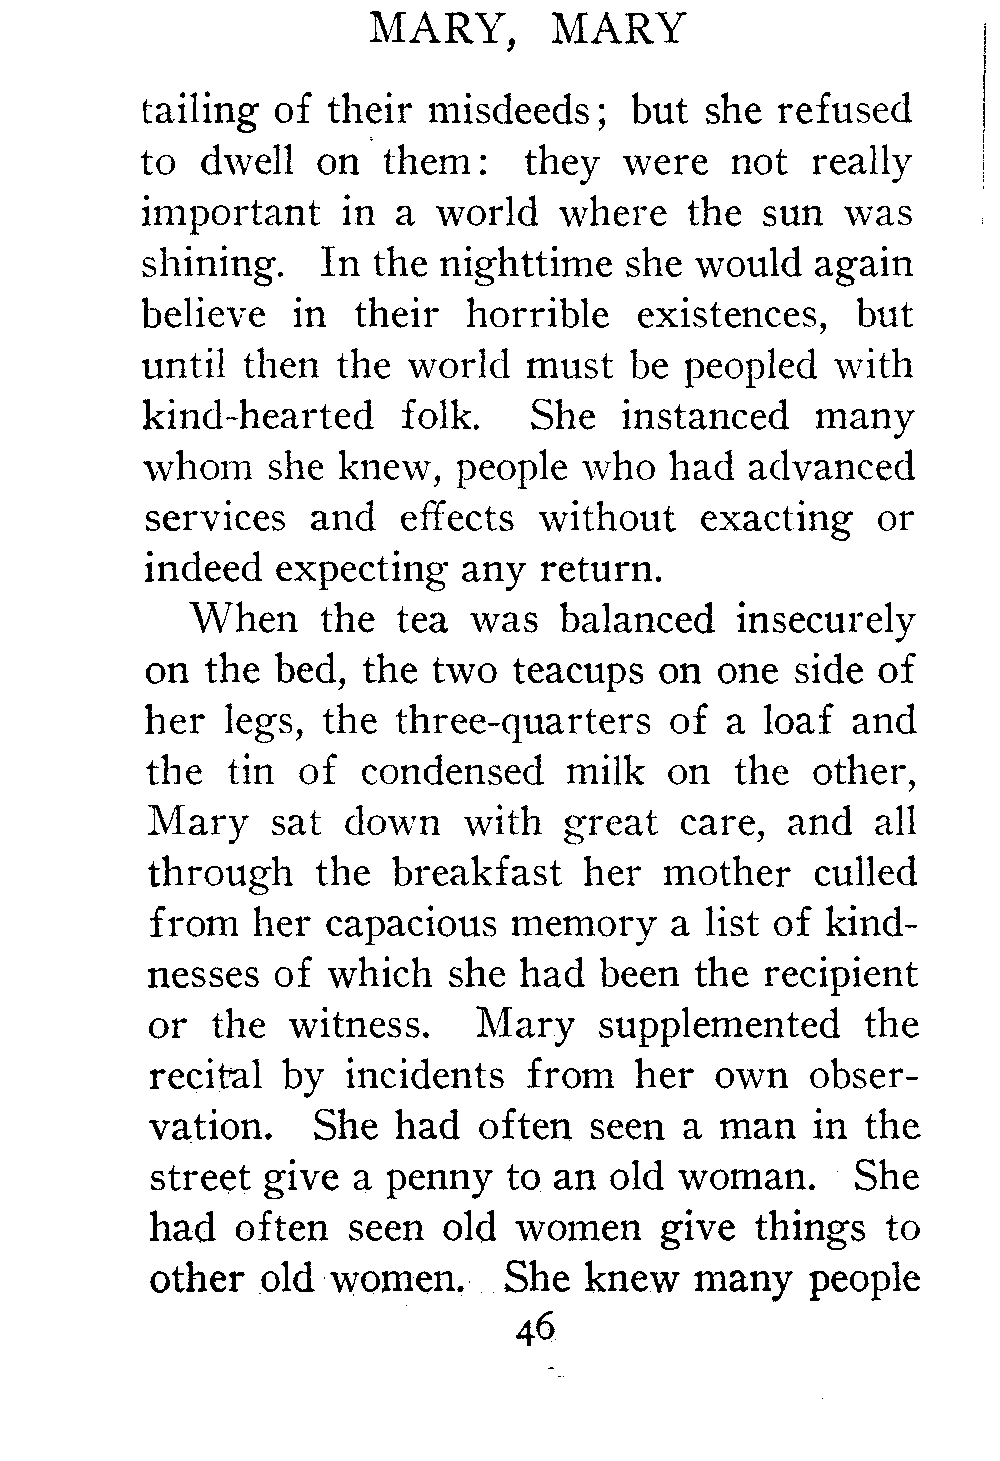 MARY, MARY
tailing of their misdeeds; but she refused
to dwell on them: they were not really
important in a world where the sun was
shining. In the nighttime she would again
believe in their horrible existences, but
until then the world must be peopled with
kind-hearted folk. She instanced many
whom she knew, people who had advanced
services and effects without exacting or
indeed expecting any return.
When the tea was balanced insecurely
on the bed, the two teacups on one side of
her legs, the three-quarters of a loaf and
the tin of condensed milk on the other,
Mary sat down with great care, and all
through the breakfast her mother culled
from her capacious memory a list of kind-
nesses of which she had been the recipient
or the witness. Mary supplemented the
recital by incidents from her own obser-
vation. She had often seen a man in the
street give a penny to an old woman. She
had often seen old women give things to
other old women. She knew many people
46